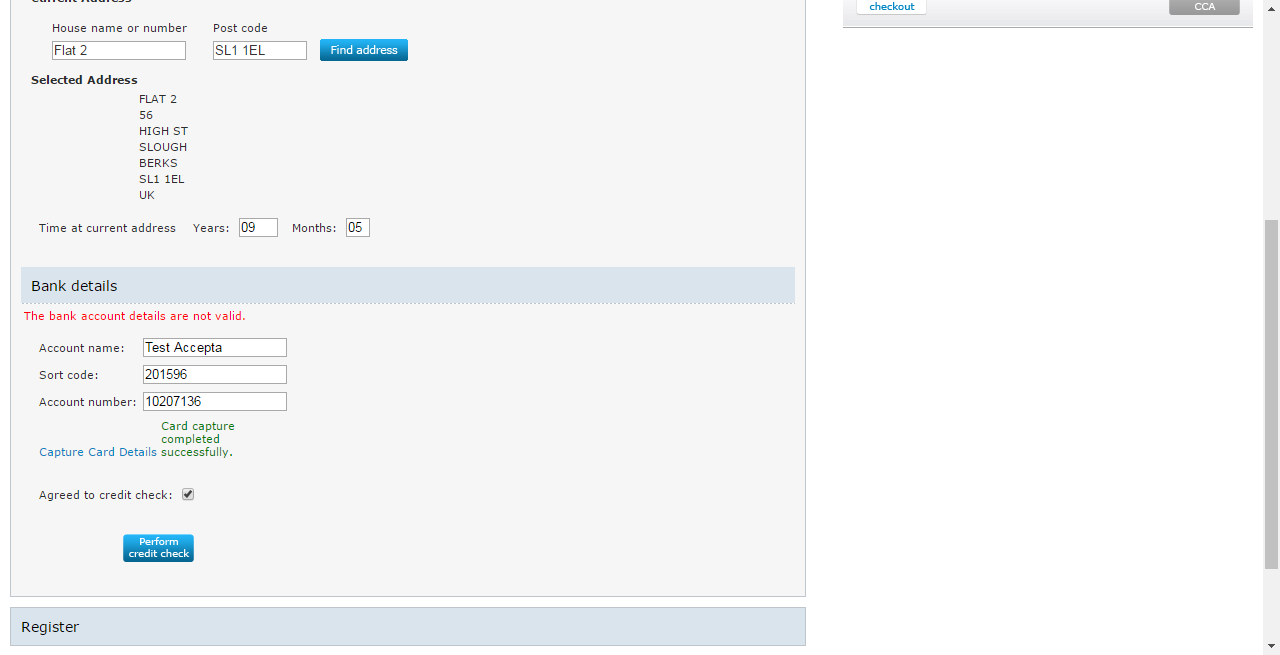 Current Address
House name or number Post code
Flat 2 SL1 1EL Find address
Selected Address
FLAT 2
56
HIGH ST
SLOUGH
BERKS
SL1 1EL
UK
Time at current address Years: 09 Months: 05
Bank details
The bank account details are not valid.
Account name: Test Accepta
Sort code: 201596
Account number: 10207136
Card capture
completed
Capture Card Details successfully.
Agreed to credit check:
Perform
credit check
Register
checkout
CCA